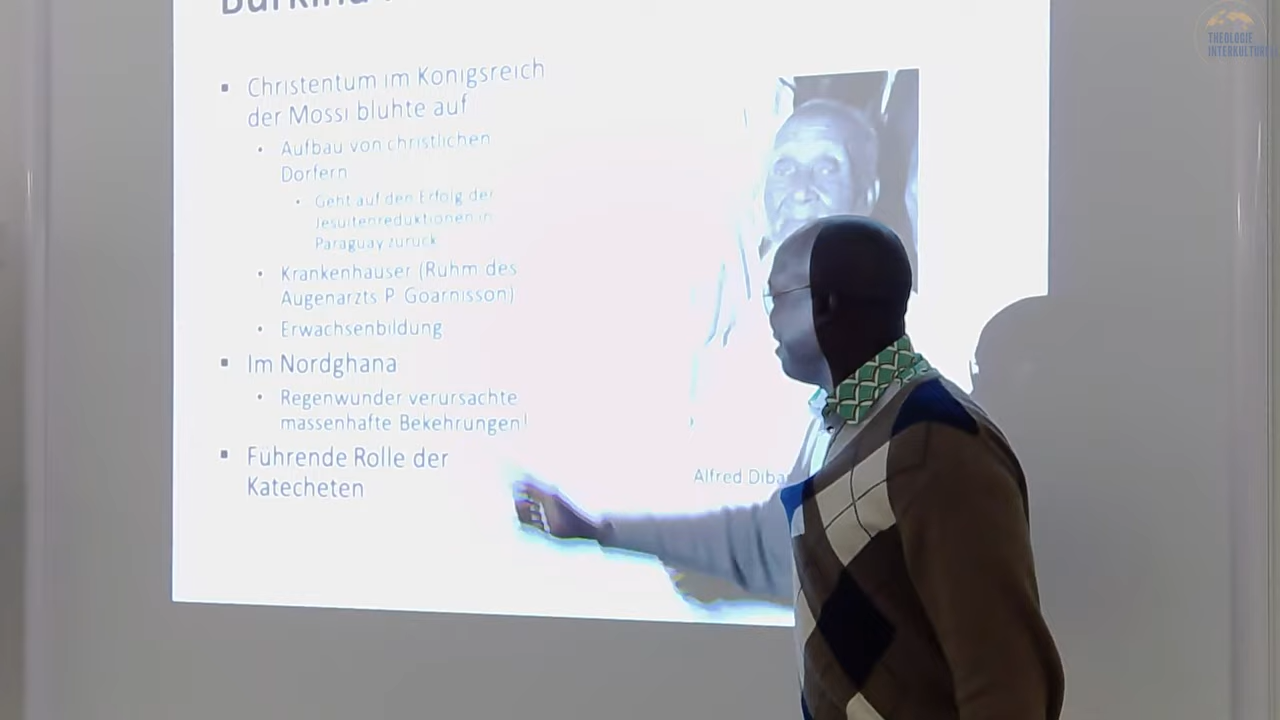 Burkina
THEOLOGIE
INTERKULTURELL
Christentum im Konigsreich
der Mossi bluhte auf
Aufbau von christlichen
Dorfern
Geht auf den Erfolg der
Jesuitenreduktionen in
Paraguay zuruck
Krankenhauser (Ruhm des
Augenarzts P. Goarnisson)
Erwachsenbildung
Im Nordghana
Regenwunder verursachte
massenhafte Bekehrungen!
Führende Rolle der
Katecheten
Alfred Diba